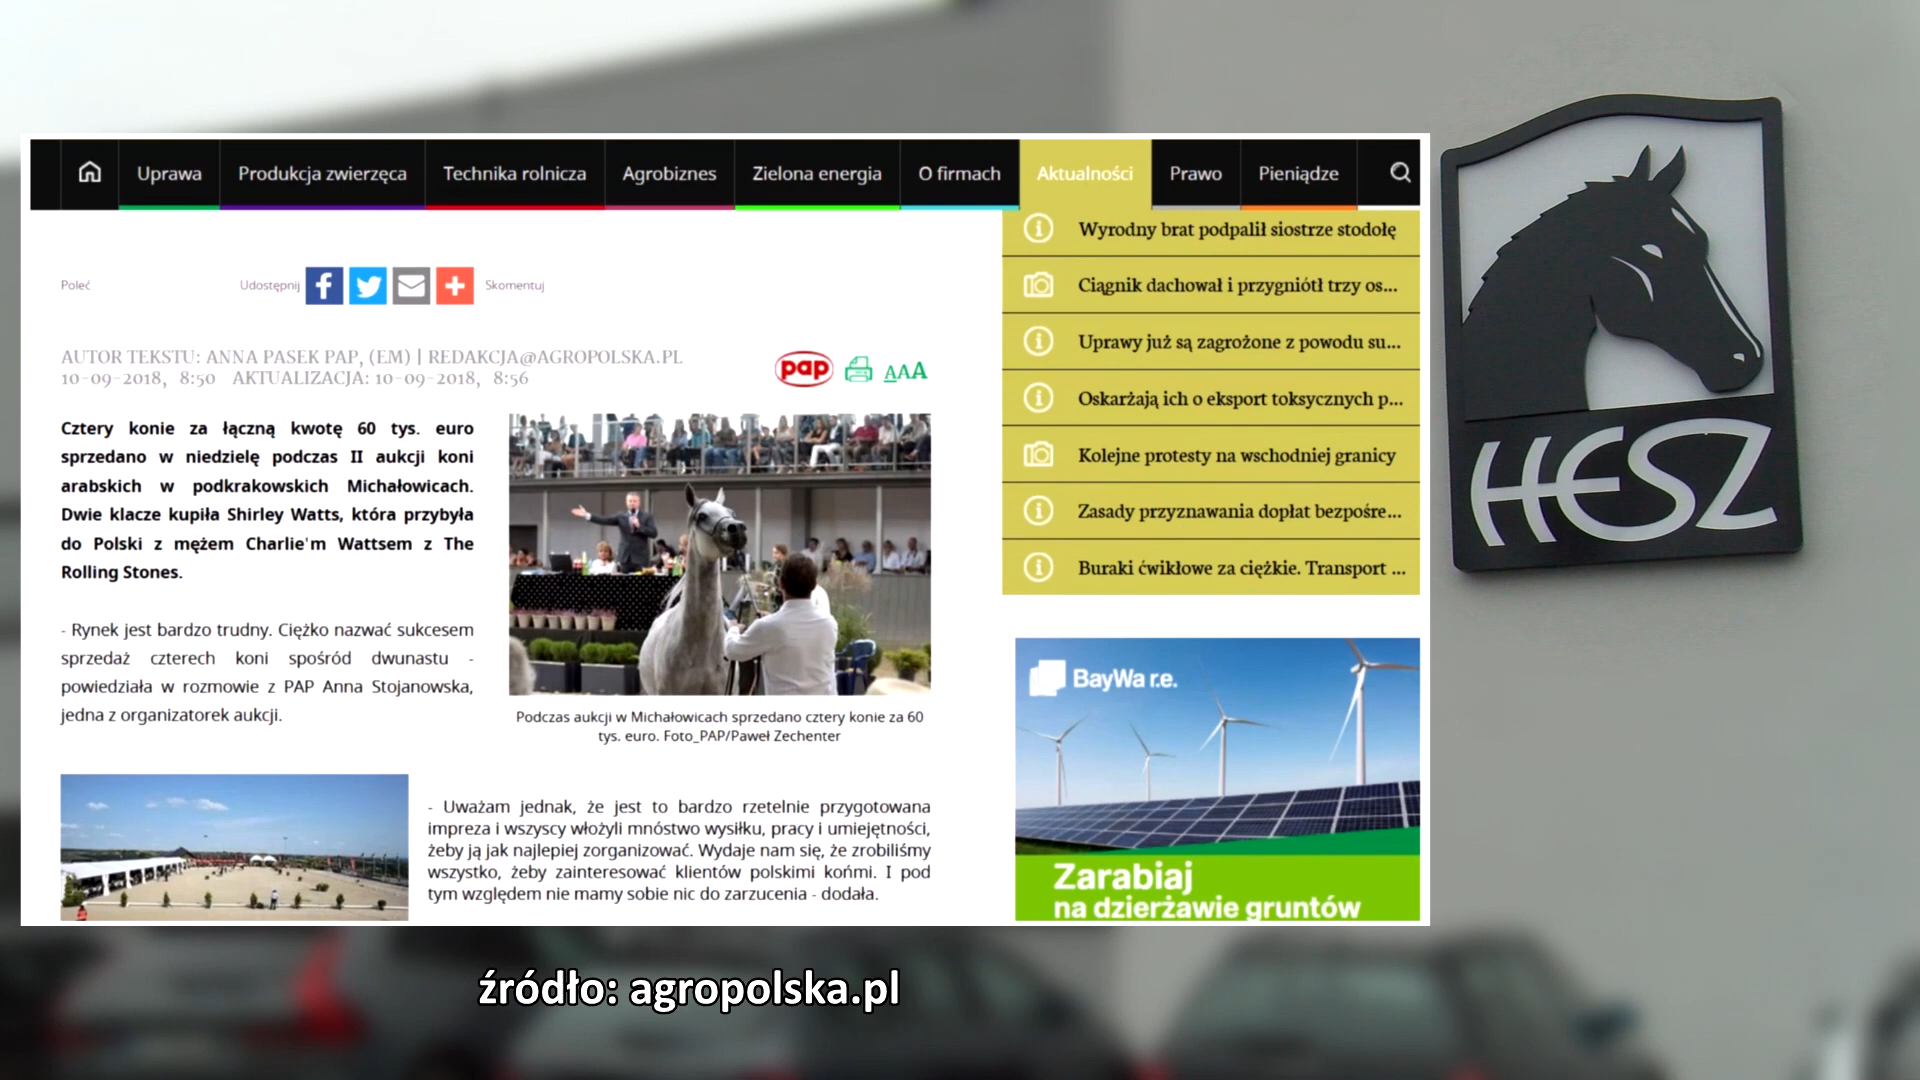 Uprawa
Produkcja zwierzęca
Technika rolnicza
Agrobiznes
Zielona energia
O firmach
Aktualności
Prawo
Pieniądze
Poleć
Udostępnij
Skomentuj
AUTOR TEKSTU: ANNA PASEK PAP, (EM) | REDAKCJA@AGROPOLSKA.PL
10-09-2018, 8:50 AKTUALIZACJA: 10-09-2018, 8:56
pap
AAA
Cztery konie za łączną kwotę 60 tys. euro
sprzedano w niedzielę podczas II aukcji koni
arabskich w podkrakowskich Michałowicach.
Dwie klacze kupiła Shirley Watts, która przybyła
do Polski z mężem Charlie'm Wattsem z The
Rolling Stones.
- Rynek jest bardzo trudny. Ciężko nazwać sukcesem
sprzedaż czterech koni spośród dwunastu -
powiedziała w rozmowie z PAP Anna Stojanowska,
jedna z organizatorek aukcji.
Podczas aukcji w Michałowicach sprzedano cztery konie za 60
tys. euro. Foto_PAP/Paweł Zechenter
- Uważam jednak, że jest to bardzo rzetelnie przygotowana
impreza i wszyscy włożyli mnóstwo wysiłku, pracy i umiejętności,
żeby ją jak najlepiej zorganizować. Wydaje nam się, że zrobiliśmy
wszystko, żeby zainteresować klientów polskimi końmi. I pod
tym względem nie mamy sobie nic do zarzucenia - dodała.
Wyrodny brat podpalił siostrze stodołę
Ciągnik dachował i przygniótł trzy os...
Uprawy już są zagrożone z powodu su...
Oskarżają ich o eksport toksycznych p...
Kolejne protesty na wschodniej granicy
Zasady przyznawania dopłat bezpośre...
Buraki ćwikłowe za ciężkie. Transport ...
BayWa r.e.
Zarabiaj
na dzierżawie gruntów
HESZ
źródło: agropolska.pl